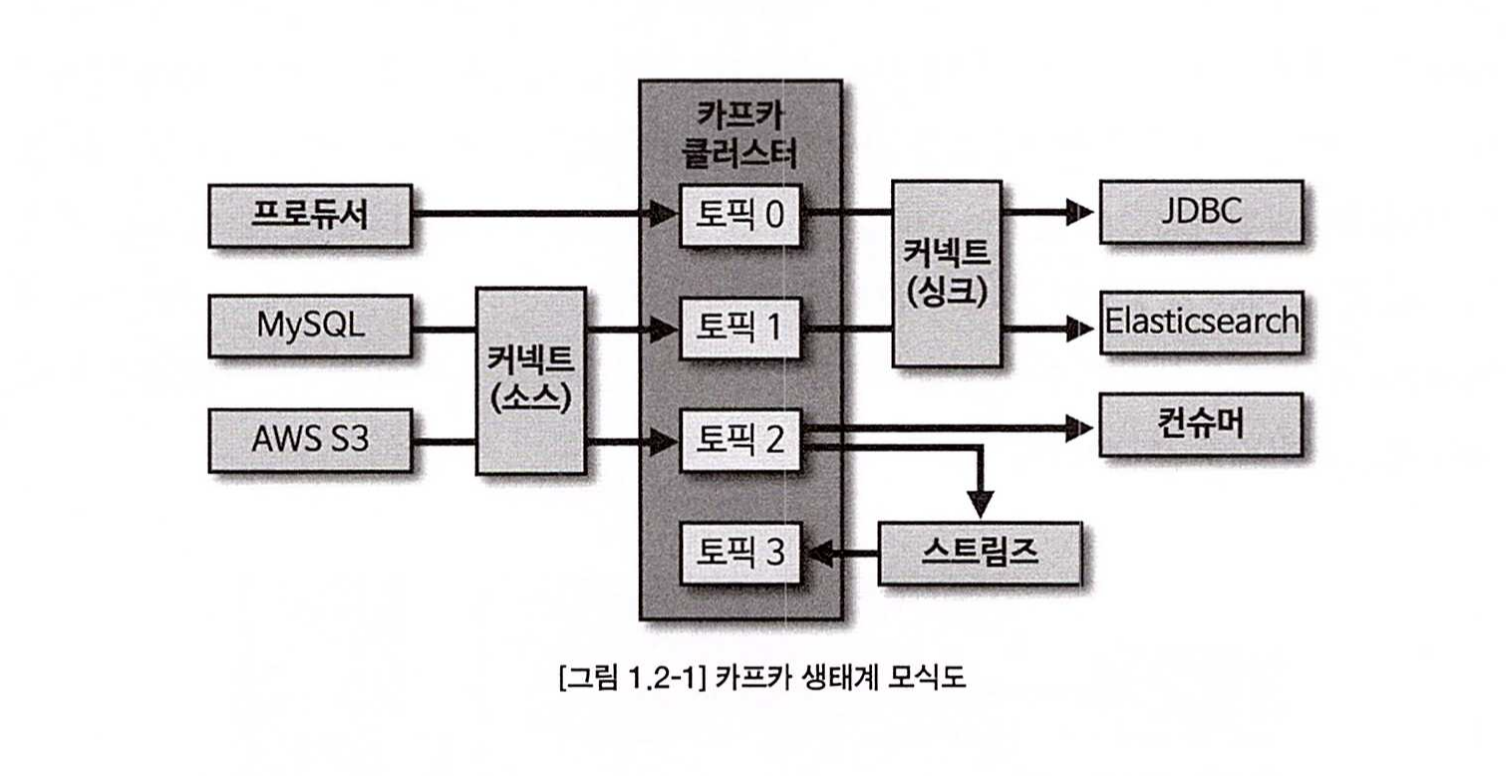 카프카
클러스터
프로듀서
토픽 0
커넥트
(싱크)
JDBC
MySQL
커넥트
(소스)
토픽 1
Elasticsearch
AWS S3
토픽 2
컨슈머
토픽 3
스트림즈
[그림 1.2-1] 카프카 생태계 모식도